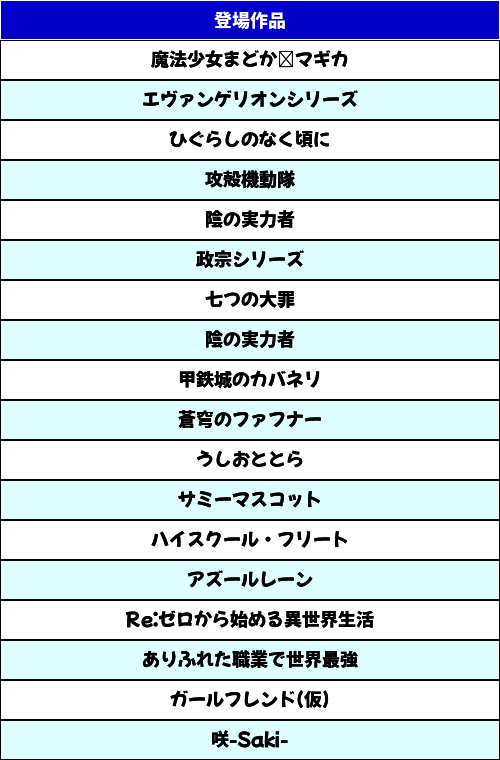 登場作品
魔法少女まどか〼マギカ
エヴァンゲリオンシリーズ
ひぐらしのなく頃に
攻殻機動隊
陰の実力者
政宗シリーズ
七つの大罪
陰の実力者
甲鉄城のカバネリ
蒼穹のファフナー
うしおととら
サミーマスコット
ハイスクール・フリート
アズールレーン
Re:ゼロから始める異世界生活
ありふれた職業で世界最強
ガールフレンド(仮)
咲-Saki-